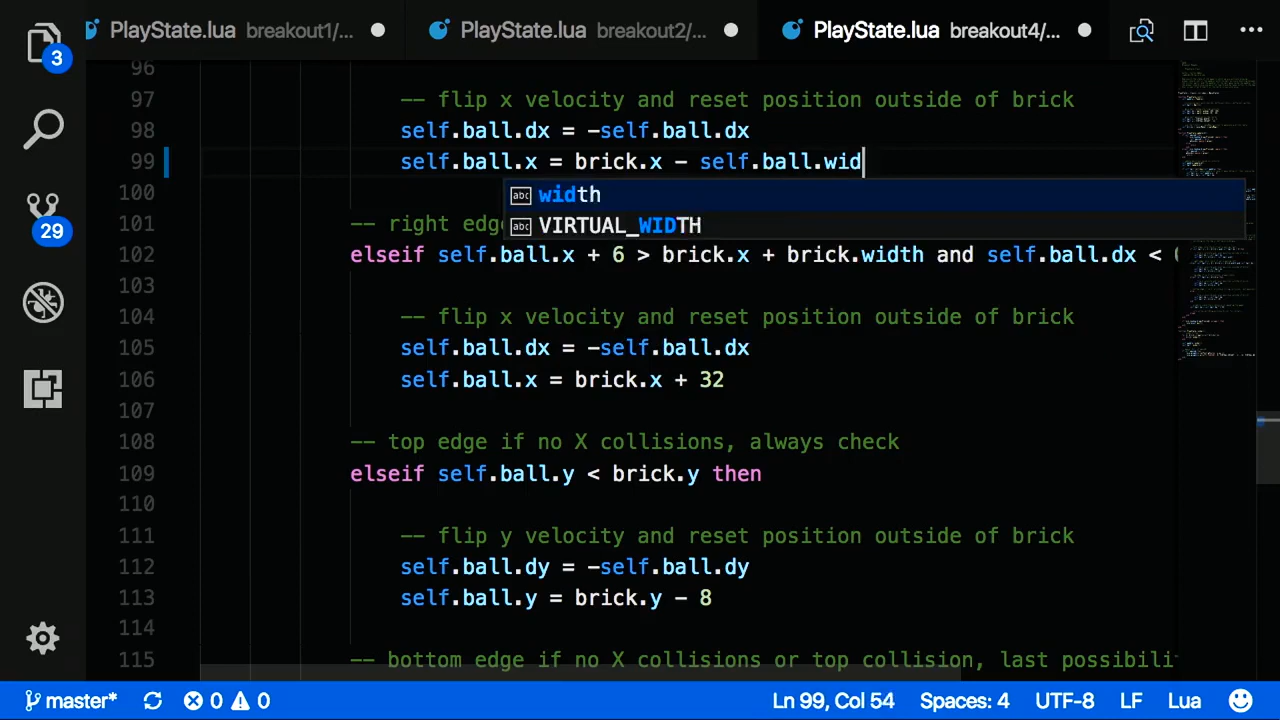 PlayState.lua breakout1/... PlayState.lua breakout2/... PlayState.lua breakout4/...
3
29
96
97 -- flip x velocity and reset position outside of brick
98 self.ball.dx = -self.ball.dx
99 self.ball.x = brick.x - self.ball.wid
abc width
abc VIRTUAL_WIDTH
100
101 -- right edg
102 elseif self.ball.x + 6 > brick.x + brick.width and self.ball.dx <
103
104 -- flip x velocity and reset position outside of brick
105 self.ball.dx = -self.ball.dx
106 self.ball.x = brick.x + 32
107
108 -- top edge if no X collisions, always check
109 elseif self.ball.y < brick.y then
110
111 -- flip y velocity and reset position outside of brick
112 self.ball.dy = -self.ball.dy
113 self.ball.y = brick.y - 8
114
115 -- bottom edge if no X collisions or top collision, last possibili
master* 0 0 Ln 99, Col 54 Spaces: 4 UTF-8 LF Lua